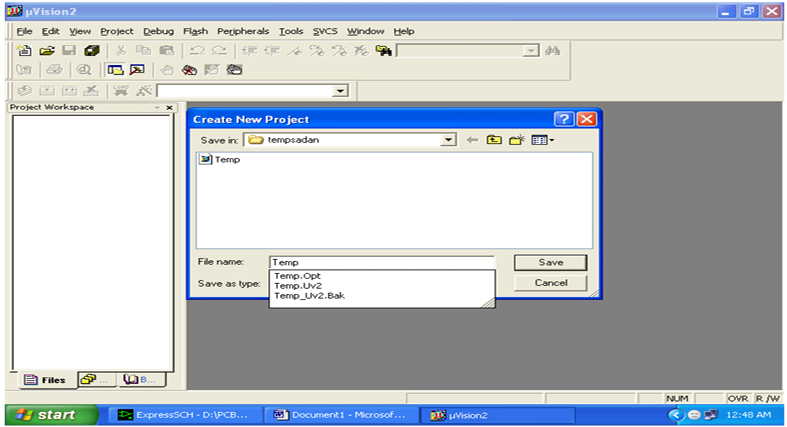 µVision2
File Edit View Project Debug Flash Peripherals Tools SVCS Window Help
LOAD
Project Workspace
Create New Project
Save in: tempsadan
Temp
File name: Temp
Save
Save as type:
Temp.Opt
Temp.Uv2
Temp_Uv2.Bak
Cancel
Files ... B...
NUM OVR R /W
start ExpressSCH - D:\PCB... Document1 - Microsof... µVision2 12:48 AM